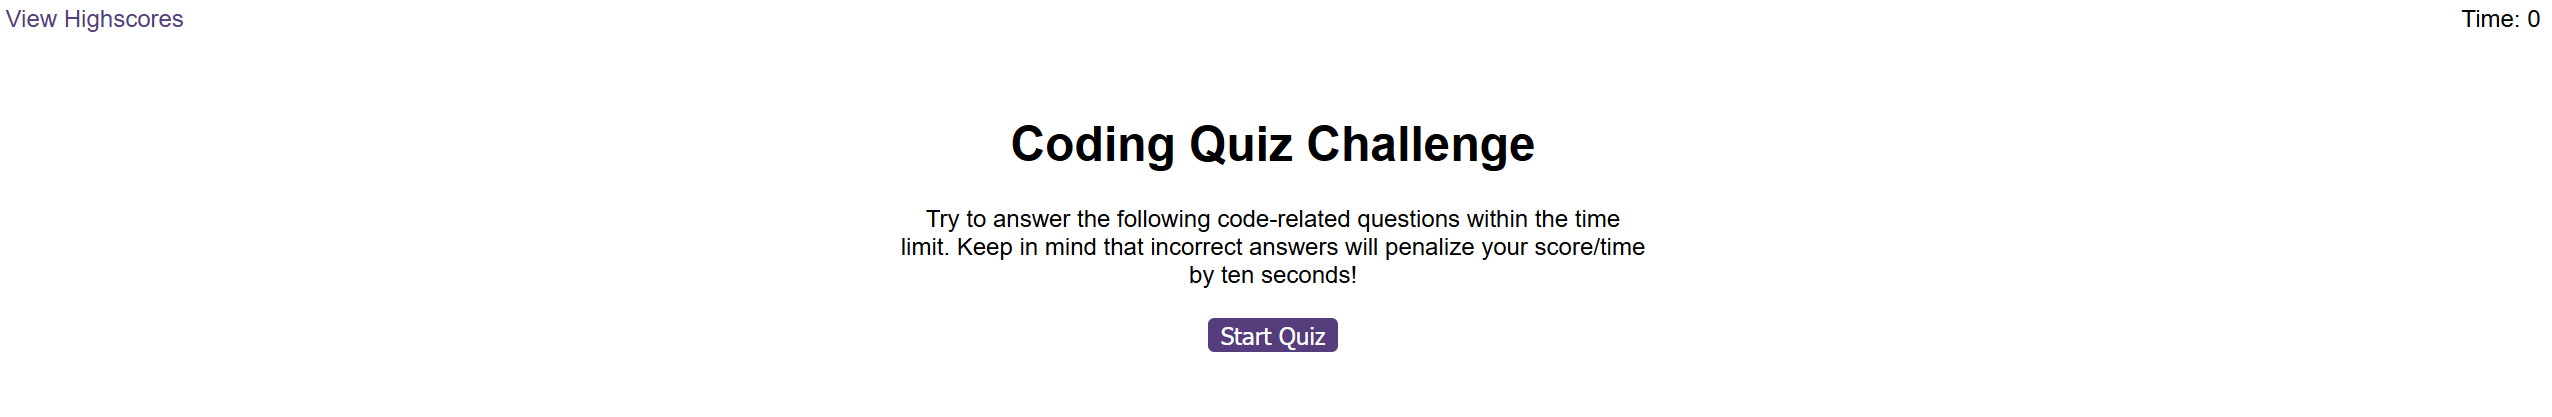 View Highscores
Time: 0
Coding Quiz Challenge
Try to answer the following code-related questions within the time
limit. Keep in mind that incorrect answers will penalize your score/time
by ten seconds!
Start Quiz